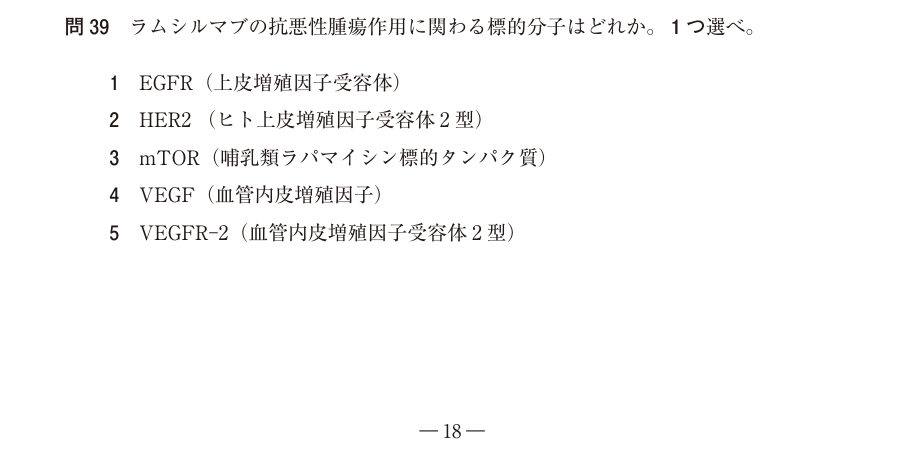 問 39 ラムシルマブの抗悪性腫瘍作用に関わる標的分子はどれか。1つ選べ。
1 EGFR（上皮増殖因子受容体）
2 HER2（ヒト上皮増殖因子受容体2型）
3 mTOR（哺乳類ラパマイシン標的タンパク質）
4 VEGF（血管内皮増殖因子）
5 VEGFR-2（血管内皮増殖因子受容体2型）
— 18 —